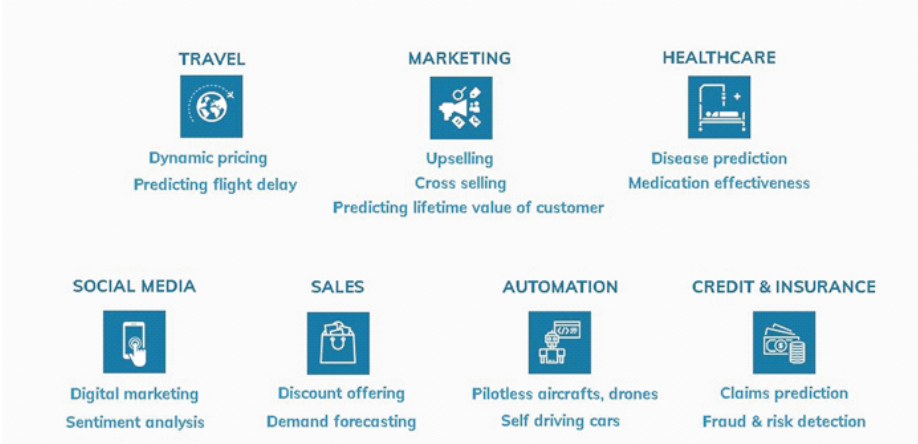 TRAVEL
MARKETING
HEALTHCARE
Dynamic pricing
Predicting flight delay
Upselling
Cross selling
Predicting lifetime value of customer
Disease prediction
Medication effectiveness
SOCIAL MEDIA
SALES
AUTOMATION
CREDIT & INSURANCE
Digital marketing
Sentiment analysis
Discount offering
Demand forecasting
Pilotless aircrafts, drones
Self driving cars
Claims prediction
Fraud & risk detection